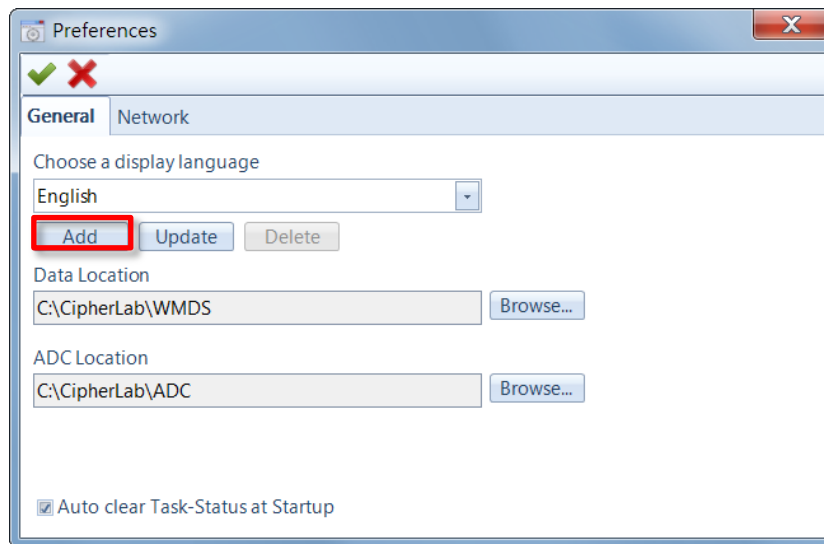 Preferences
General Network
Choose a display language
English
Add Update Delete
Data Location
C:\CipherLab\WMDS Browse...
ADC Location
C:\CipherLab\ADC Browse...
Auto clear Task-Status at Startup